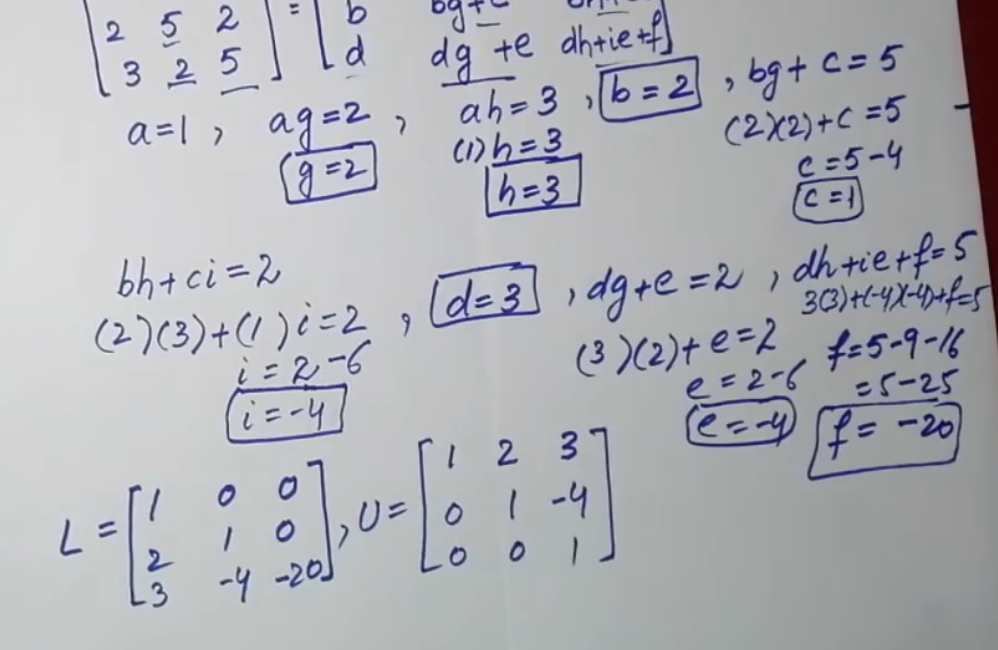 2 5 2 = b
3 2 5 d dg + e dh+ie+f
a=1 , ag=2 , ah=3 , b=2 , bg + c = 5
g=2 (1)h=3 (2)(2)+c=5
h=3 c=5-4
c=1
bh+ci=2 , d=3 , dg+e=2 , dh+ie+f=5
(2)(3)+(1)i=2 (3)(2)+e=2 3(3)+(-4)(-4)+f=5
i=2-6 e=2-6 f=5-9-16
i=-4 e=-4 =5-25
f=-20
L = [1 0 0 , U = [1 2 3
2 1 0 0 1 -4
3 -4 -20] 0 0 1]